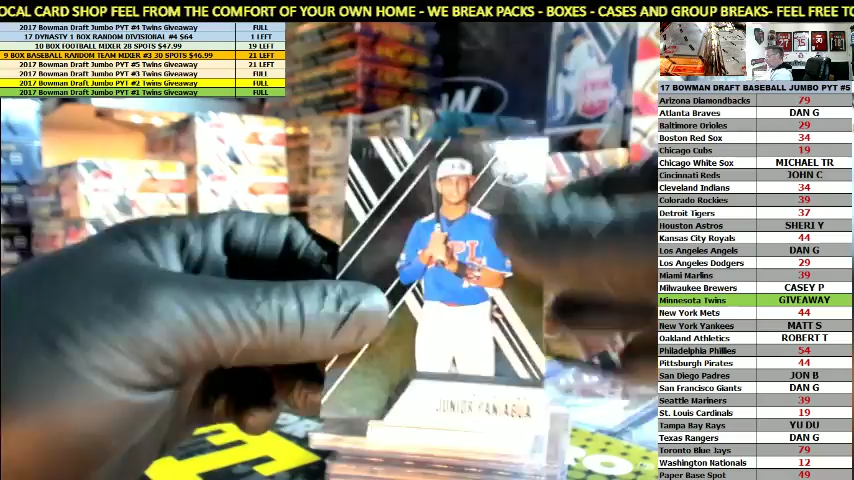 OCAL CARD SHOP FEEL FROM THE COMFORT OF YOUR OWN HOME - WE BREAK PACKS - BOXES - CASES AND GROUP BREAKS- FEEL FREE TO
2017 Bowman Draft Jumbo PYT #4 Twins Giveaway FULL
17 DYNASTY 1 BOX RANDOM DIVISIONAL #4 $64 1 LEFT
10 BOX FOOTBALL MIXER 28 SPOTS $47.99 19 LEFT
9 BOX BASEBALL RANDOM TEAM MIXER #3 30 SPOTS $46.99 21 LEFT
2017 Bowman Draft Jumbo PYT #5 Twins Giveaway 21 LEFT
2017 Bowman Draft Jumbo PYT #3 Twins Giveaway FULL
2017 Bowman Draft Jumbo PYT #2 Twins Giveaway FULL
2017 Bowman Draft Jumbo PYT #1 Twins Giveaway FULL
17 BOWMAN DRAFT BASEBALL JUMBO PYT #5
Arizona Diamondbacks 79
Atlanta Braves DAN G
Baltimore Orioles 29
Boston Red Sox 34
Chicago Cubs 19
Chicago White Sox MICHAEL TR
Cincinnati Reds JOHN C
Cleveland Indians 34
Colorado Rockies 39
Detroit Tigers 37
Houston Astros SHERI Y
Kansas City Royals 44
Los Angeles Angels DAN G
Los Angeles Dodgers 29
Miami Marlins 39
Milwaukee Brewers CASEY P
Minnesota Twins GIVEAWAY
New York Mets 44
New York Yankees MATT S
Oakland Athletics ROBERT T
Philadelphia Phillies 54
Pittsburgh Pirates 44
San Diego Padres JON B
San Francisco Giants DAN G
Seattle Mariners 39
St. Louis Cardinals 19
Tampa Bay Rays YU DU
Texas Rangers DAN G
Toronto Blue Jays 79
Washington Nationals 12
Paper Base Spot 49
PL
JUNIOR